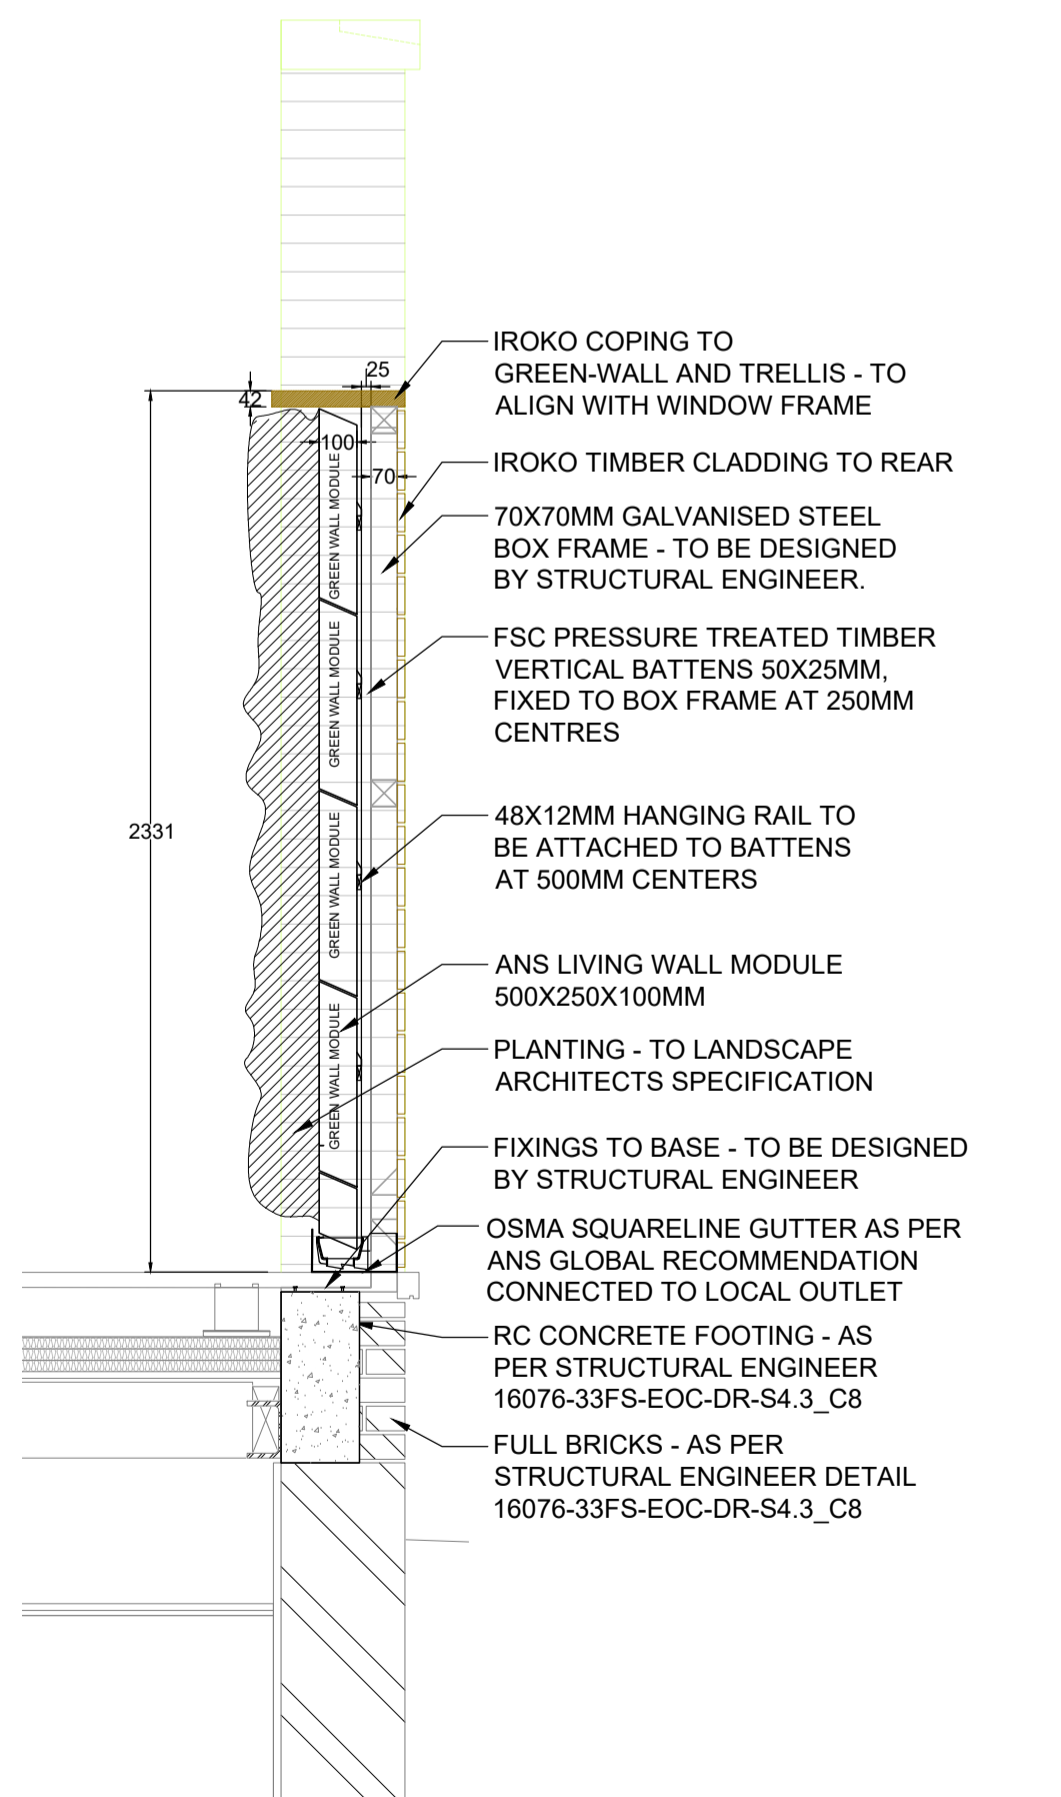 IROKO COPING TO
GREEN-WALL AND TRELLIS - TO
ALIGN WITH WINDOW FRAME
25
42
100
70
IROKO TIMBER CLADDING TO REAR
70X70MM GALVANISED STEEL
BOX FRAME - TO BE DESIGNED
BY STRUCTURAL ENGINEER.
GREEN WALL MODULE
FSC PRESSURE TREATED TIMBER
VERTICAL BATTENS 50X25MM,
FIXED TO BOX FRAME AT 250MM
CENTRES
GREEN WALL MODULE
2331
48X12MM HANGING RAIL TO
BE ATTACHED TO BATTENS
AT 500MM CENTERS
GREEN WALL MODULE
ANS LIVING WALL MODULE
500X250X100MM
GREEN WALL MODULE
PLANTING - TO LANDSCAPE
ARCHITECTS SPECIFICATION
FIXINGS TO BASE - TO BE DESIGNED
BY STRUCTURAL ENGINEER
OSMA SQUARELINE GUTTER AS PER
ANS GLOBAL RECOMMENDATION
CONNECTED TO LOCAL OUTLET
RC CONCRETE FOOTING - AS
PER STRUCTURAL ENGINEER
16076-33FS-EOC-DR-S4.3_C8
FULL BRICKS - AS PER
STRUCTURAL ENGINEER DETAIL
16076-33FS-EOC-DR-S4.3_C8